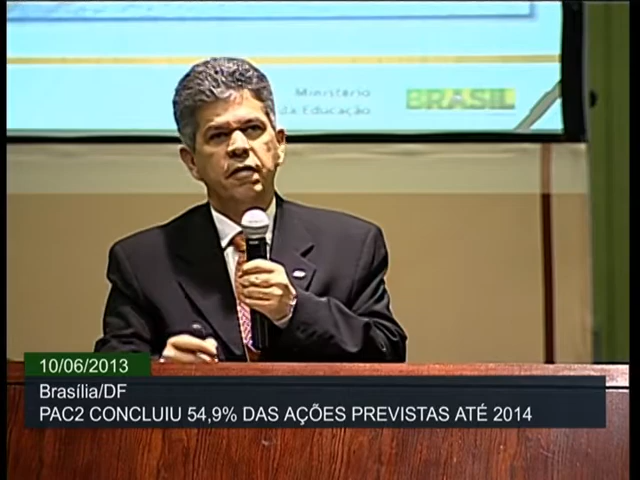 Ministério
da Educação
BRASIL
10/06/2013
Brasília/DF
PAC2 CONCLUIU 54,9% DAS AÇÕES PREVISTAS ATÉ 2014